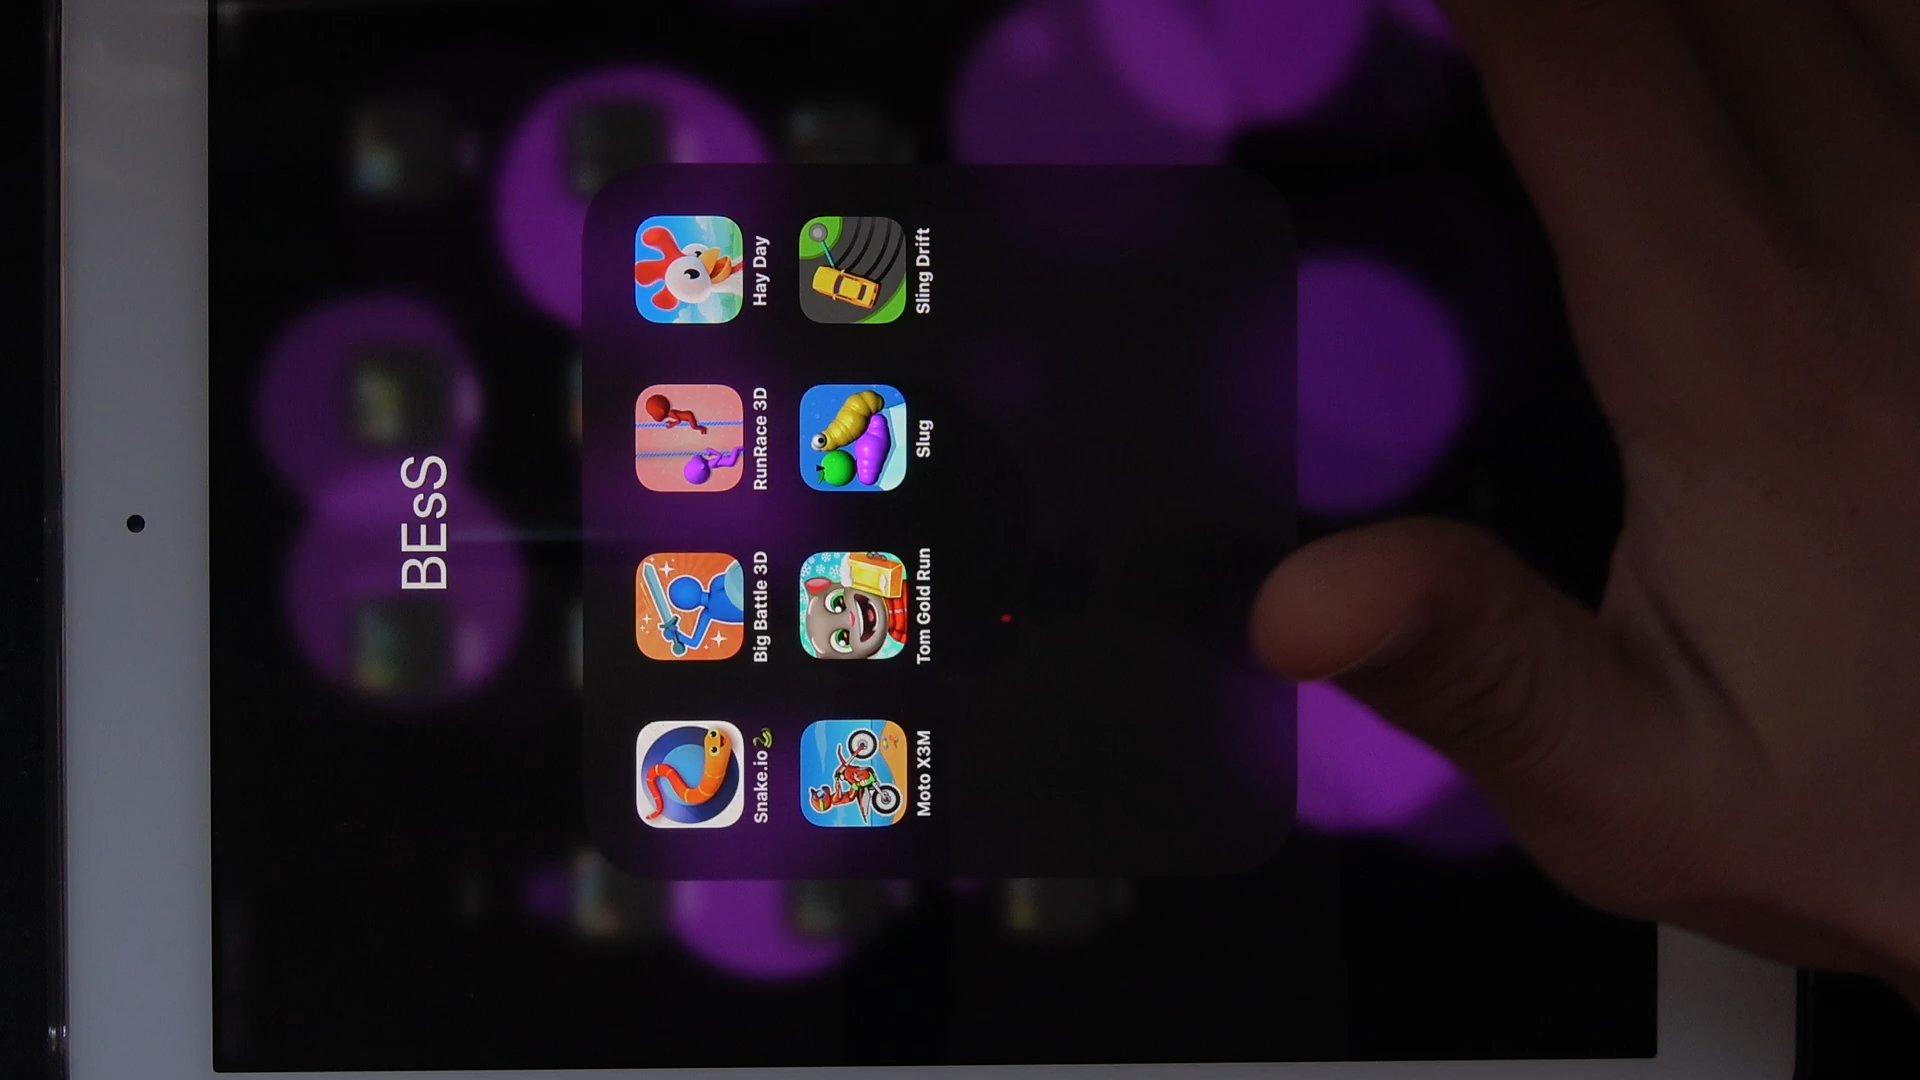 BEsS
Snake.io🐍
Big Battle 3D
RunRace 3D
Hay Day
Moto X3M
Tom Gold Run
Slug
Sling Drift